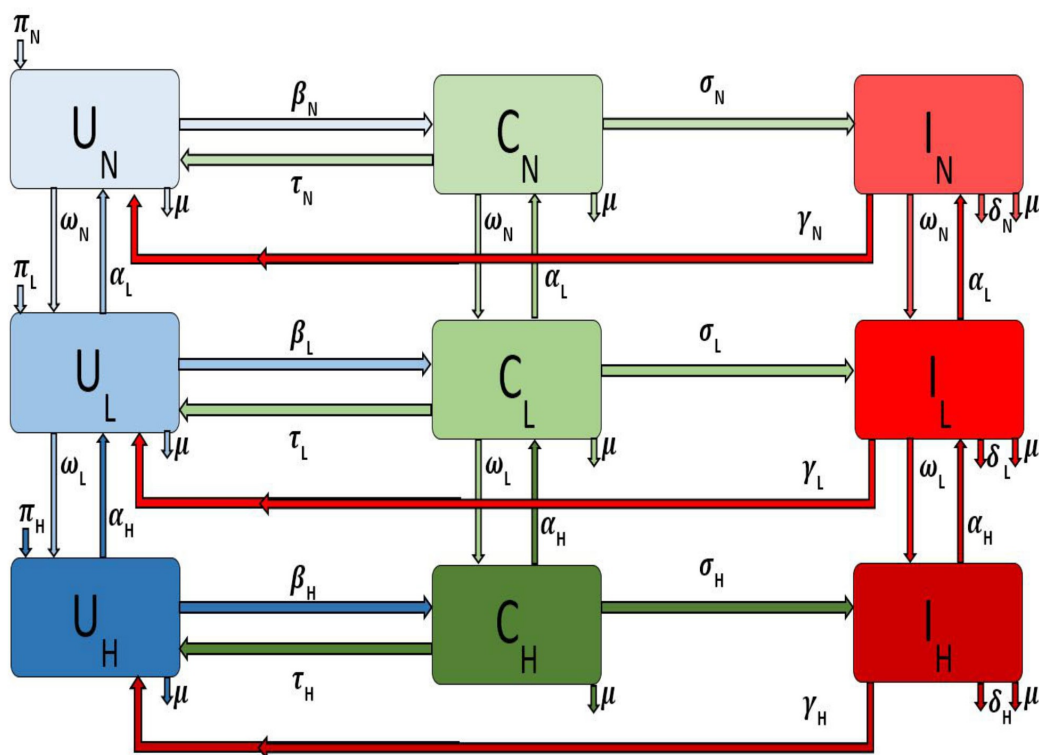 π_N
β_N
σ_N
U_N
C_N
I_N
τ_N
μ
μ
δ_N
μ
ω_N
ω_N
γ_N
ω_N
π_L
α_L
α_L
α_L
β_L
σ_L
U_L
C_L
I_L
τ_L
μ
μ
δ_L
μ
ω_L
ω_L
γ_L
ω_L
π_H
α_H
α_H
α_H
β_H
σ_H
U_H
C_H
I_H
τ_H
μ
μ
δ_H
μ
γ_H